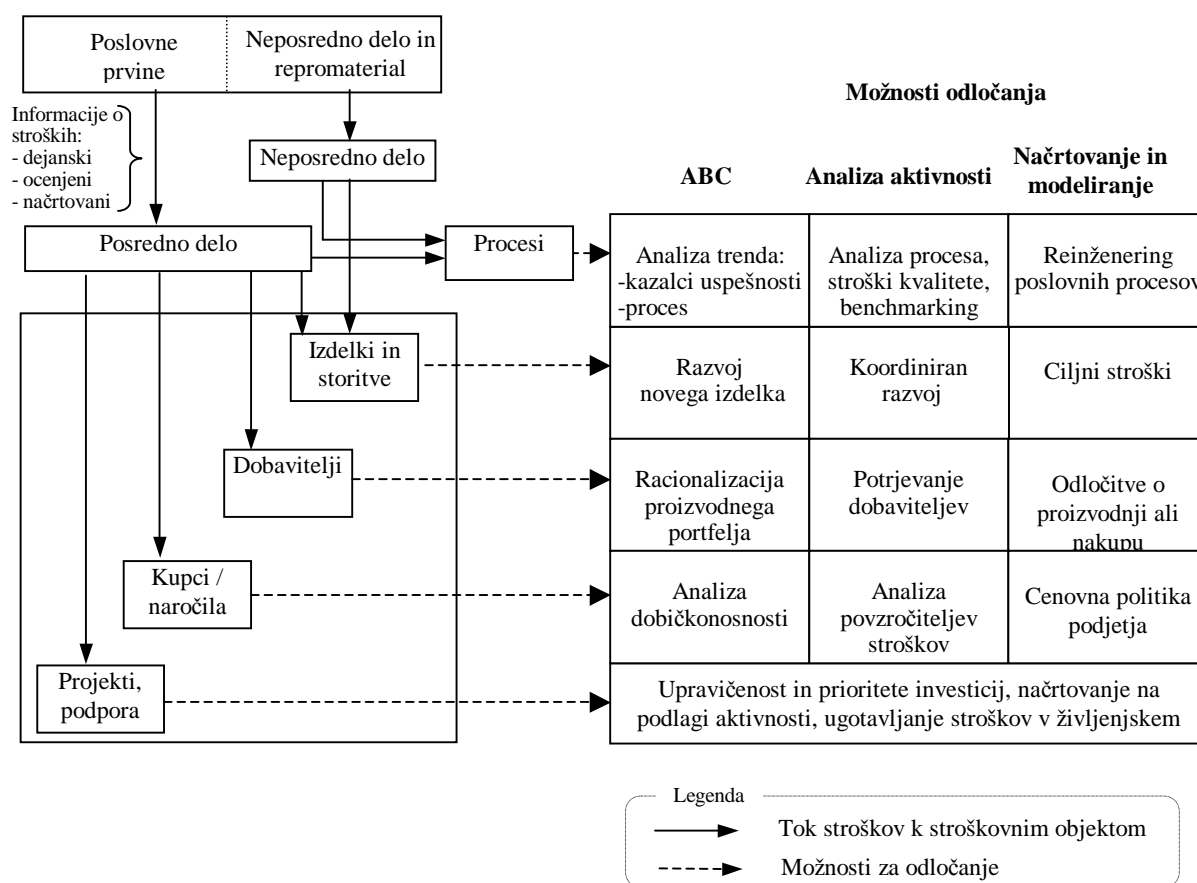 Poslovne
prvine
Neposredno delo in
repromaterial
Informacije o
stroških:
- dejanski
- ocenjeni
- načrtovani
Neposredno delo
Posredno delo
Procesi
Izdelki in
storitve
Dobavitelji
Kupci /
naročila
Projekti,
podpora
Možnosti odločanja
ABC
Analiza aktivnosti
Načrtovanje in
modeliranje
Analiza trenda:
-kazalci uspešnosti
-proces
Analiza procesa,
stroški kvalitete,
benchmarking
Reinženering
poslovnih procesov
Razvoj
novega izdelka
Koordiniran
razvoj
Ciljni stroški
Racionalizacija
proizvodnega
portfelja
Potrjevanje
dobaviteljev
Odločitve o
proizvodnji ali
nakupu
Analiza
dobičkonosnosti
Analiza
povzročiteljev
stroškov
Cenovna politika
podjetja
Upravičenost in prioritete investicij, načrtovanje na
podlagi aktivnosti, ugotavljanje stroškov v življenjskem
Legenda
Tok stroškov k stroškovnim objektom
Možnosti za odločanje